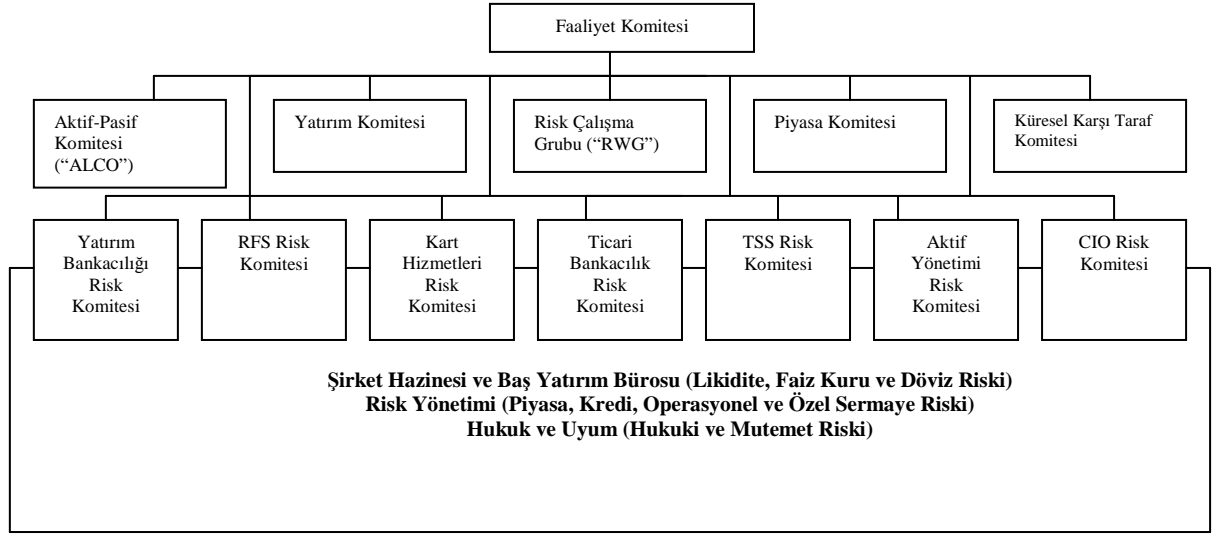 Faaliyet Komitesi
Aktif-Pasif
Komitesi
(“ALCO”)
Yatırım Komitesi
Risk Çalışma
Grubu (“RWG”)
Piyasa Komitesi
Küresel Karşı Taraf
Komitesi
Yatırım
Bankacılığı
Risk
Komitesi
RFS Risk
Komitesi
Kart
Hizmetleri
Risk
Komitesi
Ticari
Bankacılık
Risk
Komitesi
TSS Risk
Komitesi
Aktif
Yönetimi
Risk
Komitesi
CIO Risk
Komitesi
Şirket Hazinesi ve Baş Yatırım Bürosu (Likidite, Faiz Kuru ve Döviz Riski)
Risk Yönetimi (Piyasa, Kredi, Operasyonel ve Özel Sermaye Riski)
Hukuk ve Uyum (Hukuki ve Mutemet Riski)